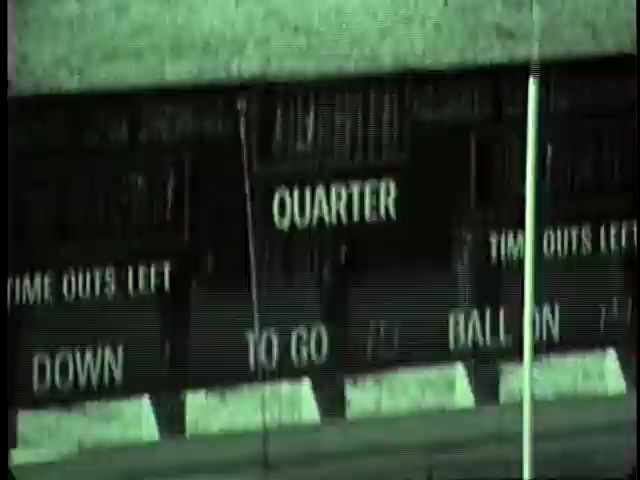 QUARTER
TIME OUTS LEFT
TIME OUTS LEFT
DOWN
TO GO
BALL ON